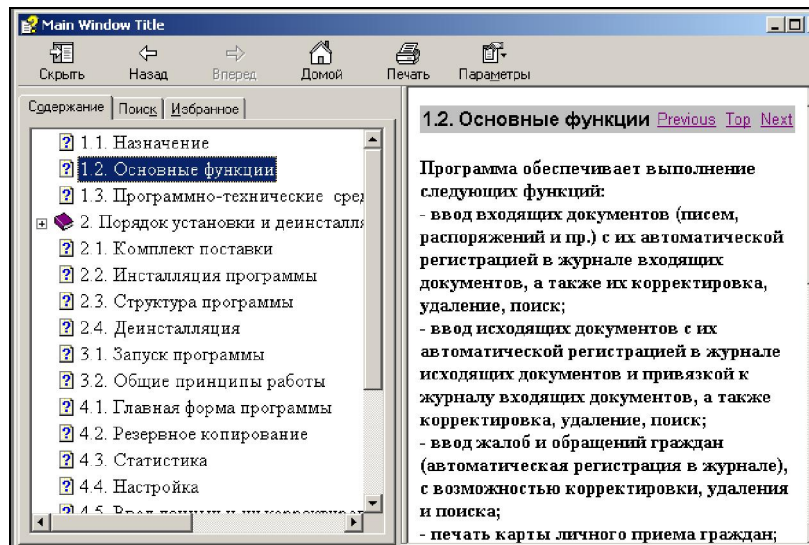 Main Window Title
Скрыть Назад Вперед Домой Печать Параметры
Содержание Поиск Избранное
1.1. Назначение
1.2. Основные функции
1.3. Программно-технические сред
2. Порядок установки и деинсталля
2.1. Комплект поставки
2.2. Инсталляция программы
2.3. Структура программы
2.4. Деинсталляция
3.1. Запуск программы
3.2. Общие принципы работы
4.1. Главная форма программы
4.2. Резервное копирование
4.3. Статистика
4.4. Настройка
4.5. Ввод данных и их корректиров
1.2. Основные функции Previous Top Next
Программа обеспечивает выполнение
следующих функций:
- ввод входящих документов (писем,
распоряжений и пр.) с их автоматической
регистрацией в журнале входящих
документов, а также их корректировка,
удаление, поиск;
- ввод исходящих документов с их
автоматической регистрацией в журнале
исходящих документов и привязкой к
журналу входящих документов, а также
корректировка, удаление, поиск;
- ввод жалоб и обращений граждан
(автоматическая регистрация в журнале),
с возможностью корректировки, удаления
и поиска;
- печать карты личного приема граждан;